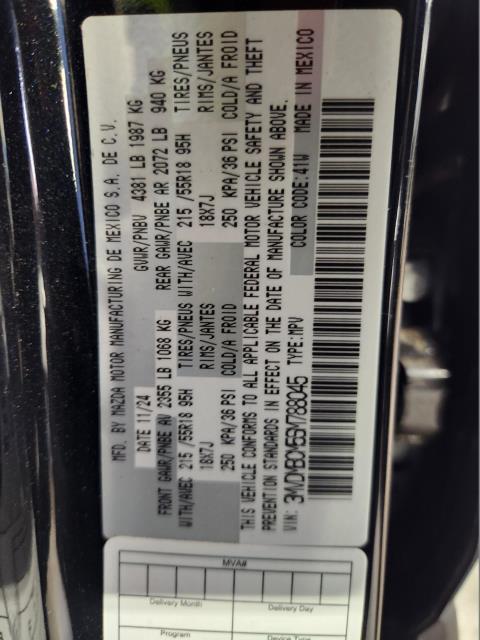 MFD. BY MAZDA MOTOR MANUFACTURING DE MEXICO S.A. DE C.V.
DATE 11/24 GVWR/PNBV 4381 LB 1987 KG
FRONT GAWR/PNBE AV 2355 LB 1068 KG REAR GAWR/PNBE AR 2072 LB 940 KG
WITH/AVEC 215 /55R18 95H TIRES/PNEUS WITH/AVEC 215 /55R18 95H TIRES/PNEUS
18X7J RIMS/JANTES 18X7J RIMS/JANTES
250 KPA/36 PSI COLD/A FROID 250 KPA/36 PSI COLD/A FROID
THIS VEHICLE CONFORMS TO ALL APPLICABLE FEDERAL MOTOR VEHICLE SAFETY AND THEFT
PREVENTION STANDARDS IN EFFECT ON THE DATE OF MANUFACTURE SHOWN ABOVE.
VIN: TYPE:MPV COLOR CODE:41W MADE IN MEXICO
MVA#
Delivery Month Delivery Day
Program